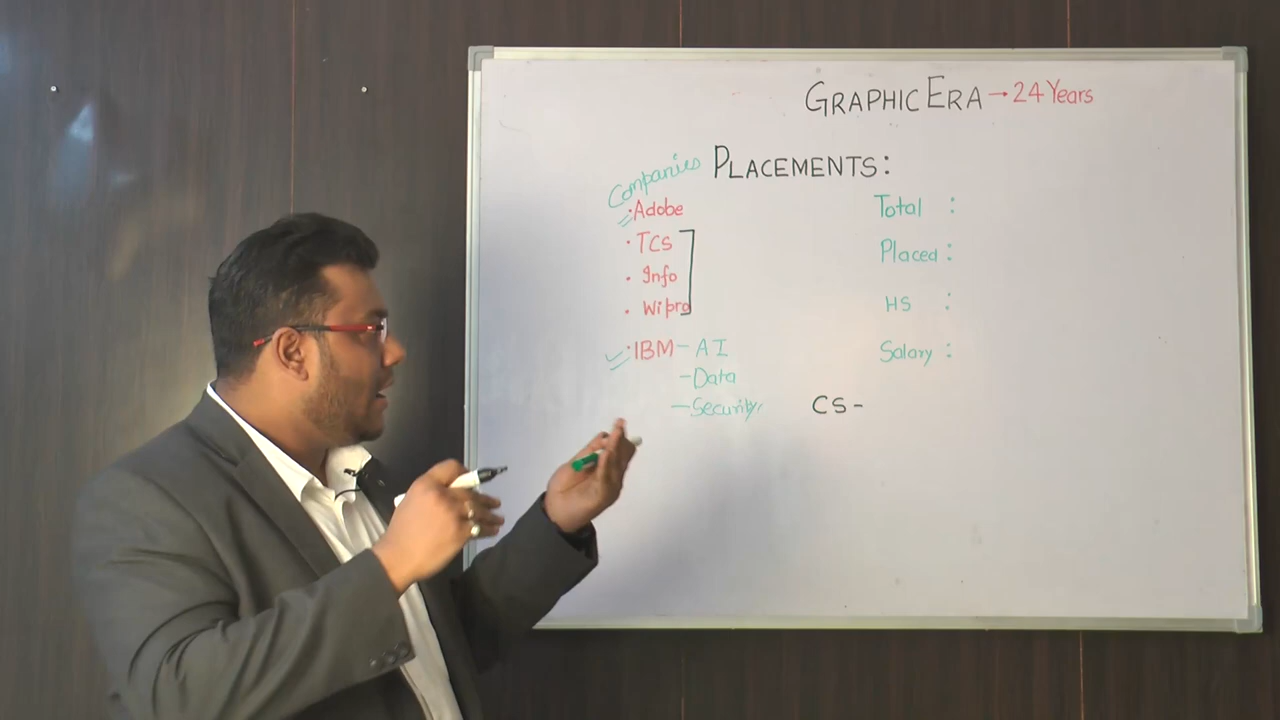 GRAPHIC ERA → 24 Years
PLACEMENTS:
Companies
· Adobe
· TCS
· Info
· Wipro
· IBM - AI
- Data
- Security
Total :
Placed :
HS :
Salary :
CS -